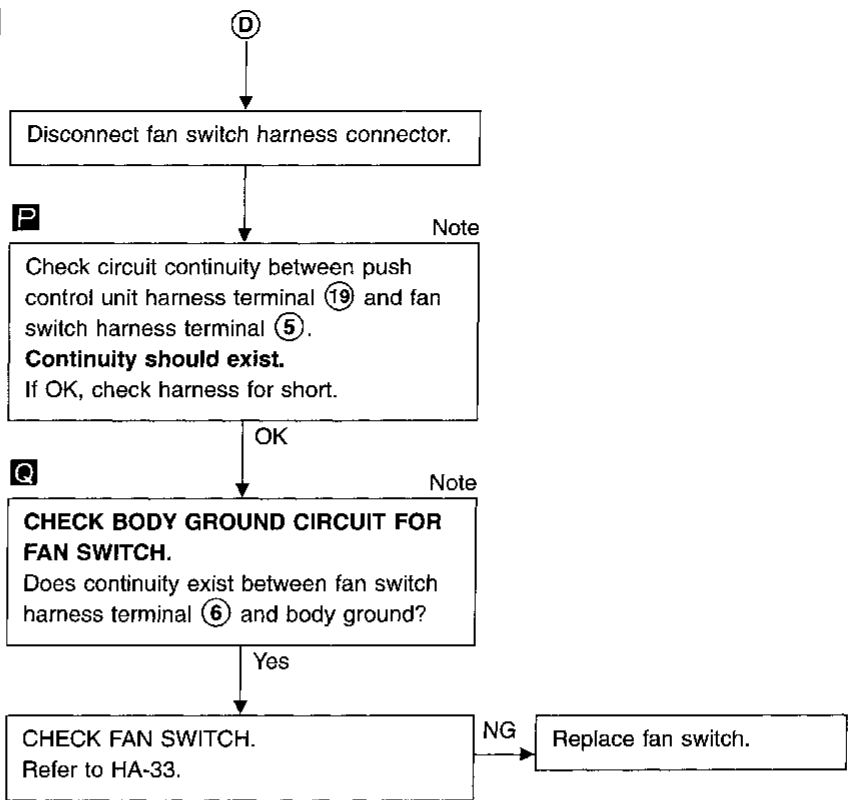 D
Disconnect fan switch harness connector.
P
Note
Check circuit continuity between push
control unit harness terminal 19 and fan
switch harness terminal 5.
Continuity should exist.
If OK, check harness for short.
OK
Q
Note
CHECK BODY GROUND CIRCUIT FOR
FAN SWITCH.
Does continuity exist between fan switch
harness terminal 6 and body ground?
Yes
CHECK FAN SWITCH.
Refer to HA-33.
NG
Replace fan switch.